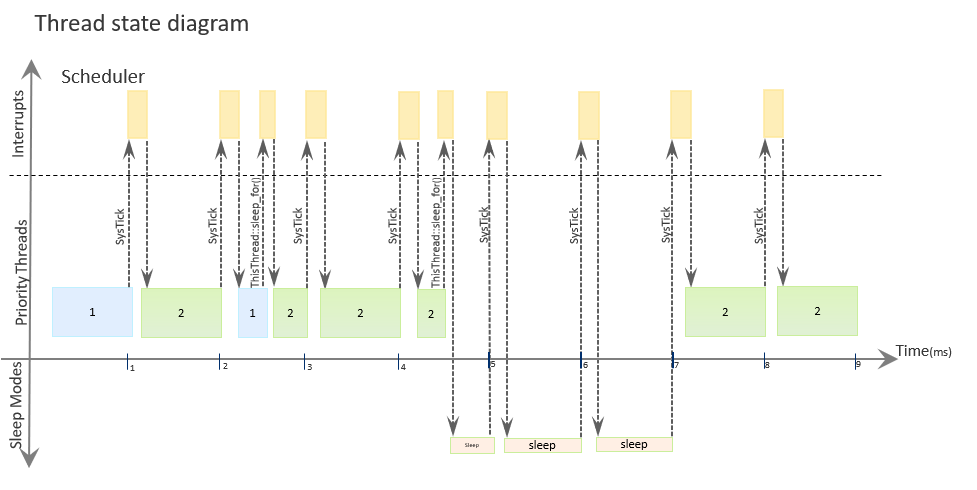 Thread state diagram
Scheduler
Interrupts
Priority Threads
Sleep Modes
SysTick
SysTick
ThisThread::sleep_for()
SysTick
SysTick
ThisThread::sleep_for()
SysTick
SysTick
SysTick
SysTick
1
2
1
2
2
2
2
2
Time(ms)
1
2
3
4
5
6
7
8
9
Sleep
sleep
sleep